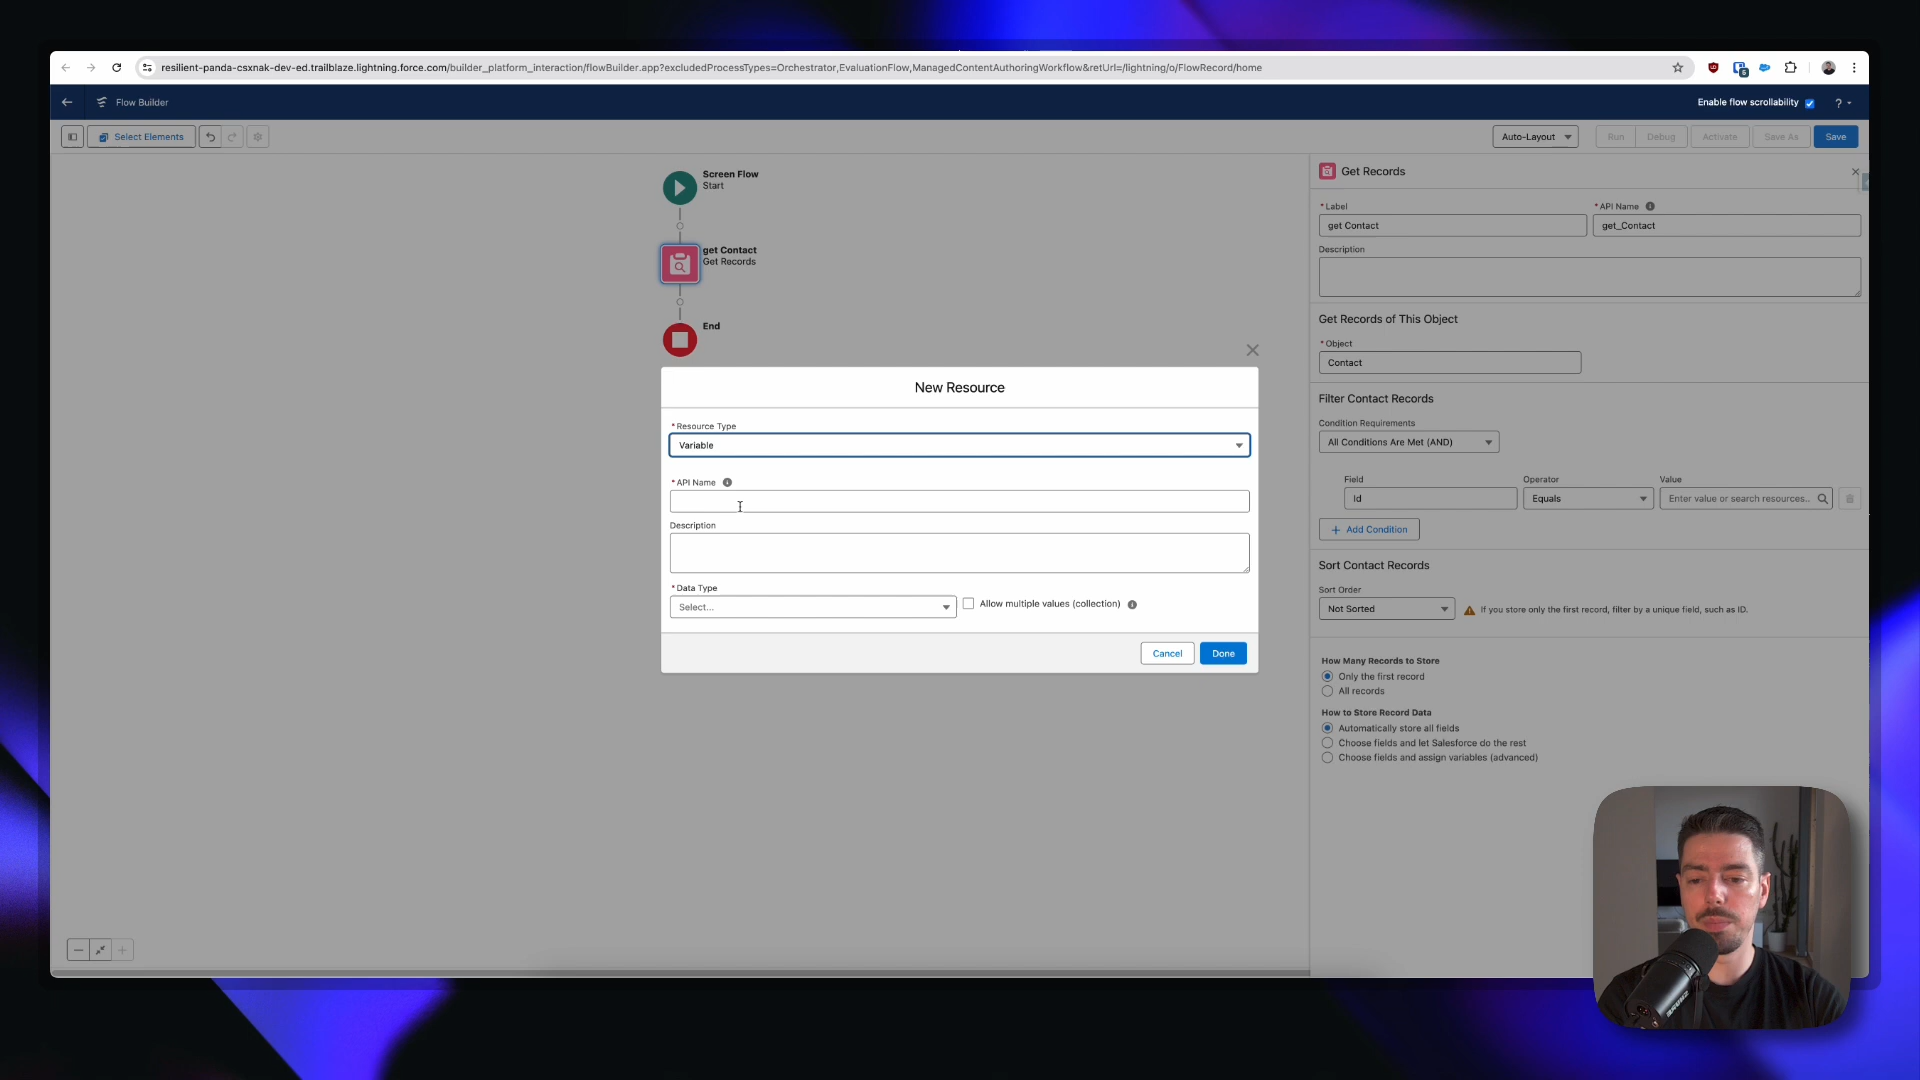 resilient-panda-csxnak-dev-ed.trailblaze.lightning.force.com/builder_platform_interaction/flowBuilder.app?excludedProcessTypes=Orchestrator,EvaluationFlow,ManagedContentAuthoringWorkflow&retUrl=/lightning/o/FlowRecord/home
Flow Builder
Enable flow scrollability
?
Select Elements
Auto-Layout
Run
Debug
Activate
Save As
Save
Screen Flow
Start
get Contact
Get Records
End
New Resource
* Resource Type
Variable
* API Name
Description
* Data Type
Select...
Allow multiple values (collection)
Cancel
Done
Get Records
* Label
* API Name
get Contact
get_Contact
Description
Get Records of This Object
* Object
Contact
Filter Contact Records
Condition Requirements
All Conditions Are Met (AND)
Field
Operator
Value
Id
Equals
Enter value or search resources...
+ Add Condition
Sort Contact Records
Sort Order
Not Sorted
If you store only the first record, filter by a unique field, such as ID.
How Many Records to Store
Only the first record
All records
How to Store Record Data
Automatically store all fields
Choose fields and let Salesforce do the rest
Choose fields and assign variables (advanced)